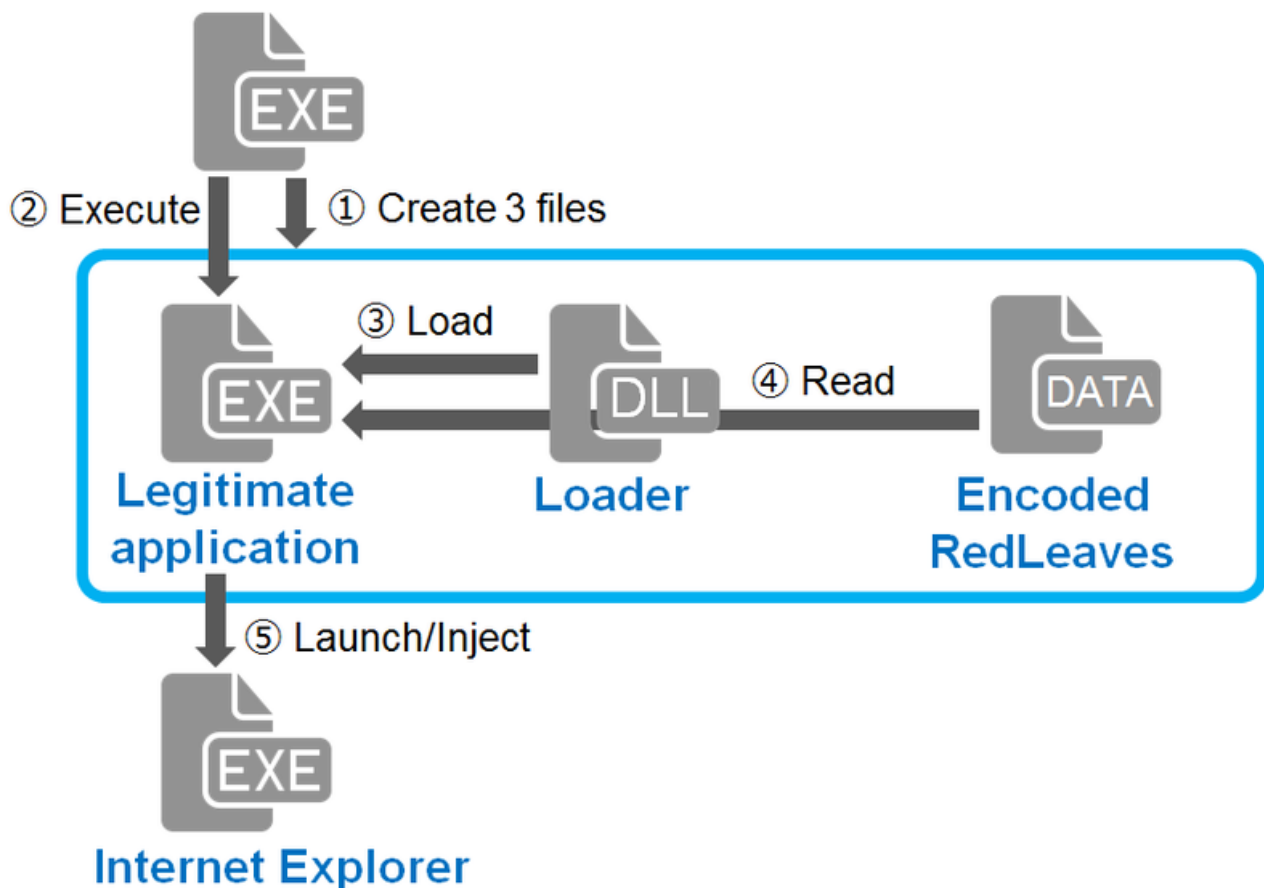 EXE
② Execute
① Create 3 files
③ Load
④ Read
EXE
DLL
DATA
Legitimate
application
Loader
Encoded
RedLeaves
⑤ Launch/Inject
EXE
Internet Explorer